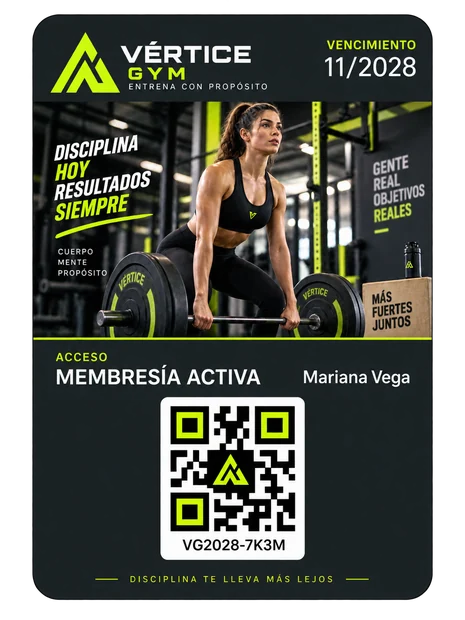 VÉRTICE
GYM
ENTRENA CON PROPÓSITO
VENCIMIENTO
11/2028
DISCIPLINA
HOY
RESULTADOS
SIEMPRE
CUERPO
MENTE
PROPÓSITO
GENTE
REAL
OBJETIVOS
REALES
VÉRTICE
VÉRTICE
MÁS
FUERTES
JUNTOS
ACCESO
MEMBRESÍA ACTIVA
Mariana Vega
VG2028-7K3M
DISCIPLINA TE LLEVA MÁS LEJOS